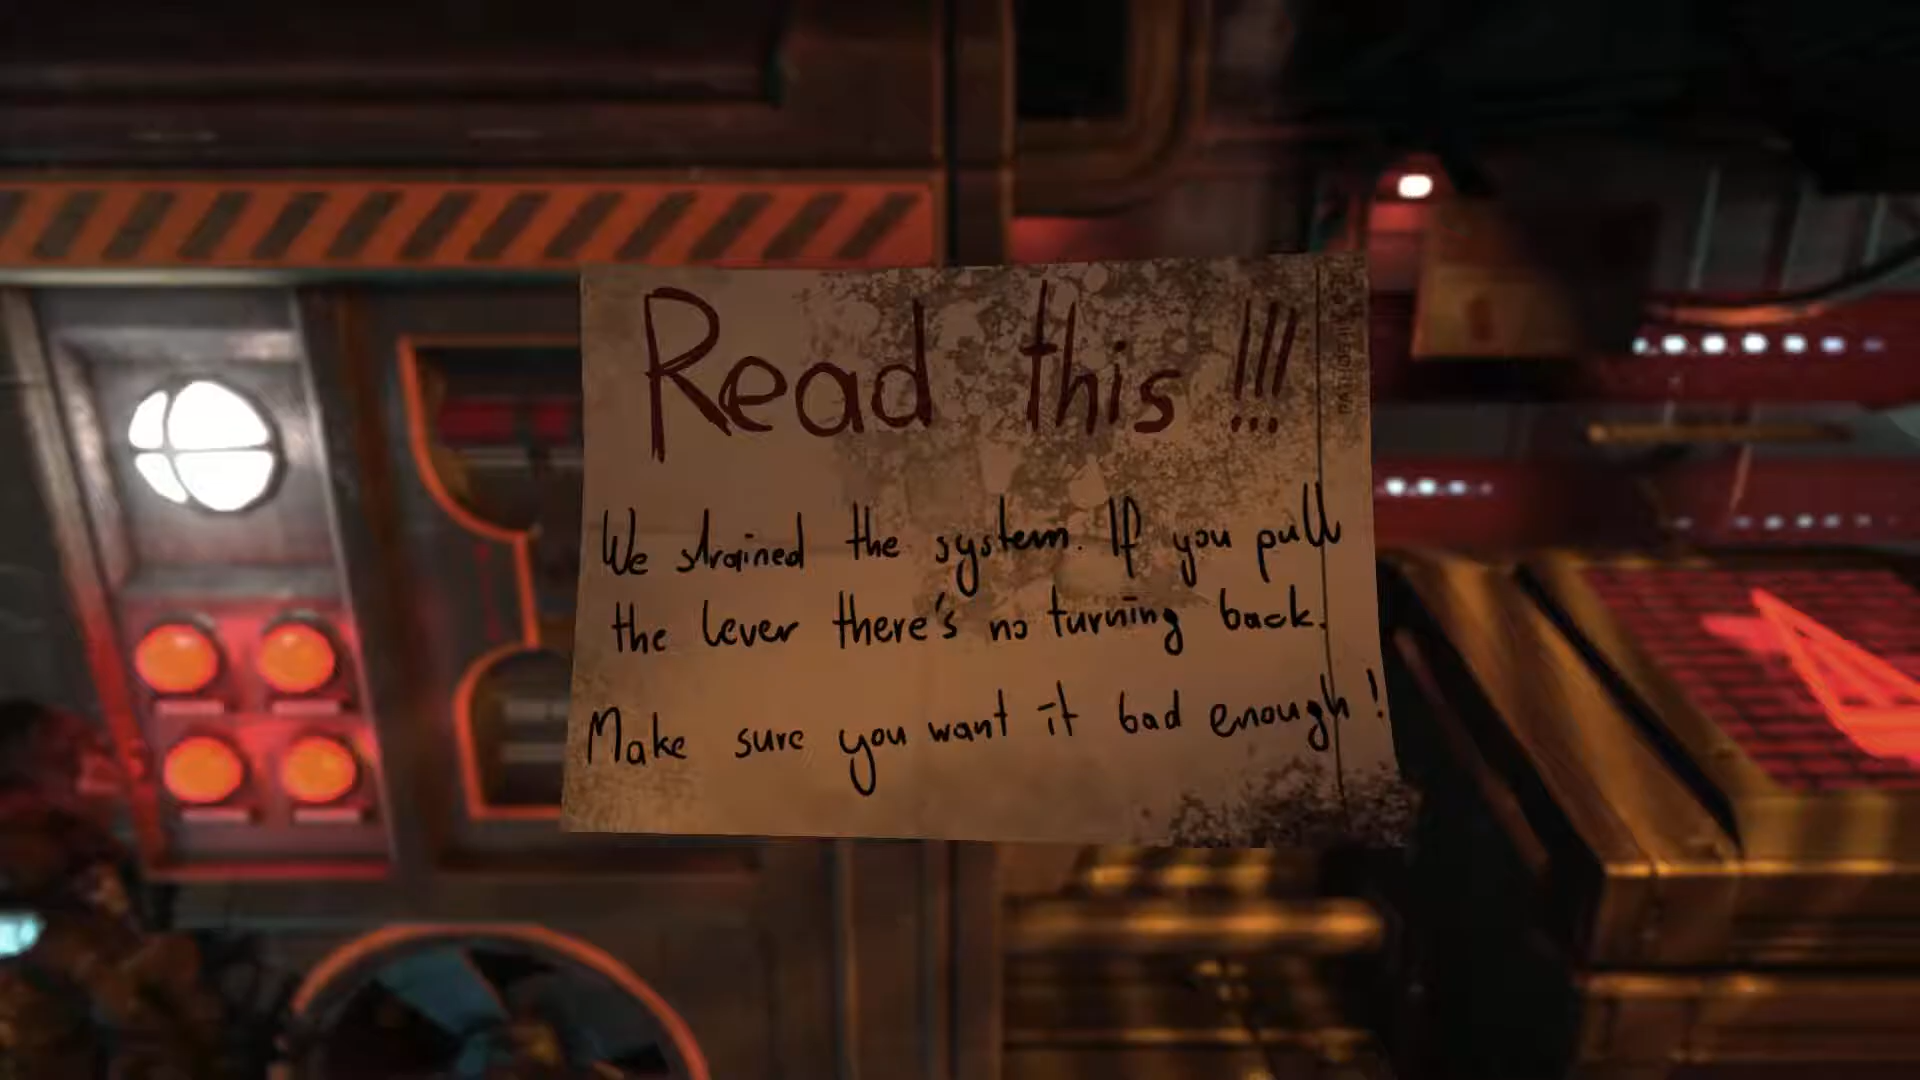 Read this !!!
We strained the system. If you pull
the lever there's no turning back.
Make sure you want it bad enough!